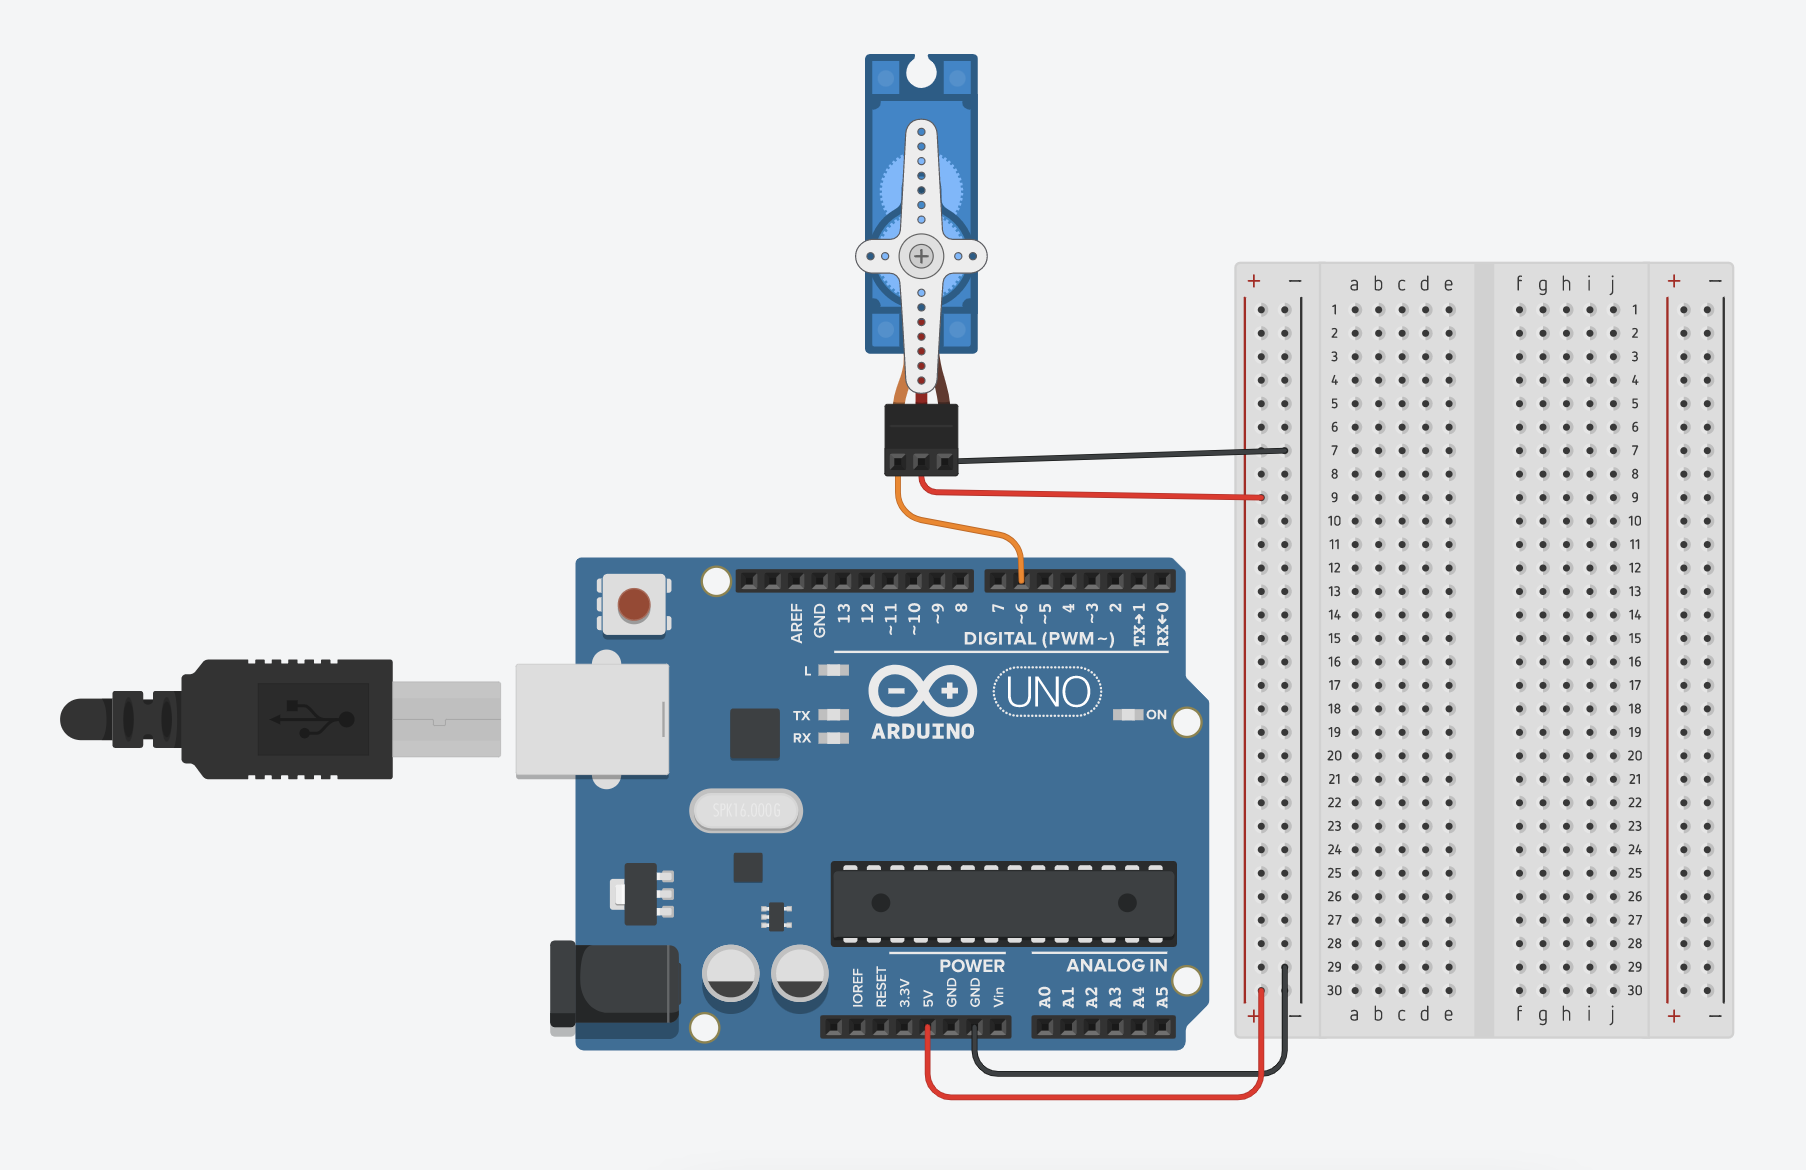 + − a b c d e f g h i j + −
1 1
2 2
3 3
4 4
5 5
6 6
7 7
8 8
9 9
10 10
11 11
12 12
13 13
14 14
15 15
16 16
17 17
18 18
19 19
20 20
21 21
22 22
23 23
24 24
25 25
26 26
27 27
28 28
29 29
30 30
+ − a b c d e f g h i j + −
AREF GND 13 12 ~11 ~10 ~9 8 7 ~6 ~5 4 ~3 2 TX→1 RX←0
DIGITAL (PWM~)
L
UNO
TX
RX
ON
ARDUINO
SPK16.000G
POWER
ANALOG IN
IOREF RESET 3.3V 5V GND GND Vin A0 A1 A2 A3 A4 A5